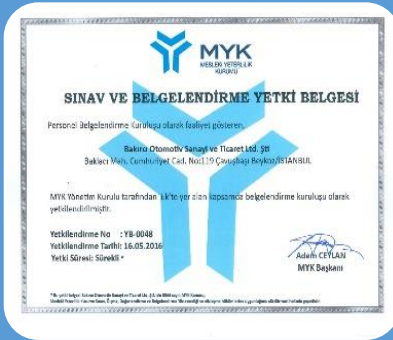 MYK
MESLEKİ YETERLİLİK
KURUMU
SINAV VE BELGELENDİRME YETKİ BELGESİ
Personel Belgelendirme Kuruluşu olarak faaliyet gösteren,
Bakırcı Otomotiv Sanayi ve Ticaret Ltd. Şti
Baklacı Mah. Cumhuriyet Cad. No:119 Çavuşbaşı Beykoz/İSTANBUL
MYK Yönetim Kurulu tarafından ek'te yer alan kapsamda belgelendirme kuruluşu olarak
yetkilendirilmiştir.
Yetkilendirme No : YB-0048
Yetkilendirme Tarihi: 16.05.2016
Yetki Süresi: Sürekli *
Adem CEYLAN
MYK Başkanı